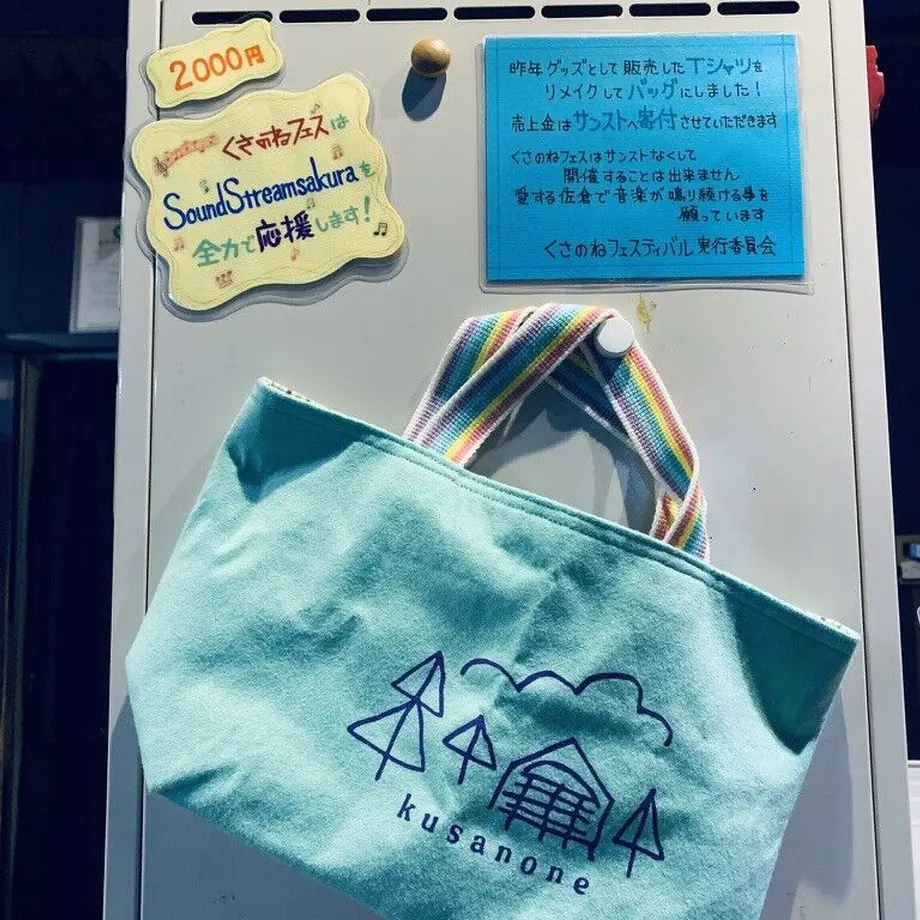 2000円
くさのねフェスは
SoundStreamsakuraを
全力で応援します!
昨年グッズとして販売したTシャツを
リメイクしてバッグにしました!
売上金はサンストへ寄付させていただきます
くさのねフェスはサンストなくして
開催することは出来ません
愛する佐倉で音楽が鳴り続ける事を
願っています
くさのねフェスティバル実行委員会
kusanone